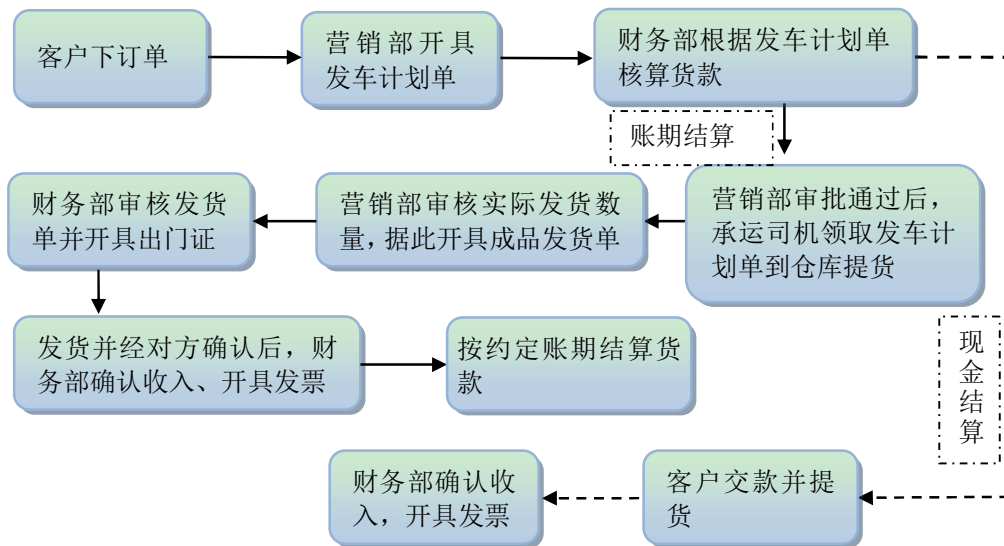 客户下订单
营销部开具
发车计划单
财务部根据发车计划单
核算货款
账期结算
营销部审批通过后，
承运司机领取发车计
划单到仓库提货
营销部审核实际发货数
量，据此开具成品发货单
财务部审核发货
单并开具出门证
发货并经对方确认后，财
务部确认收入、开具发票
按约定账期结算货
款
现
金
结
算
客户交款并提
货
财务部确认收
入，开具发票